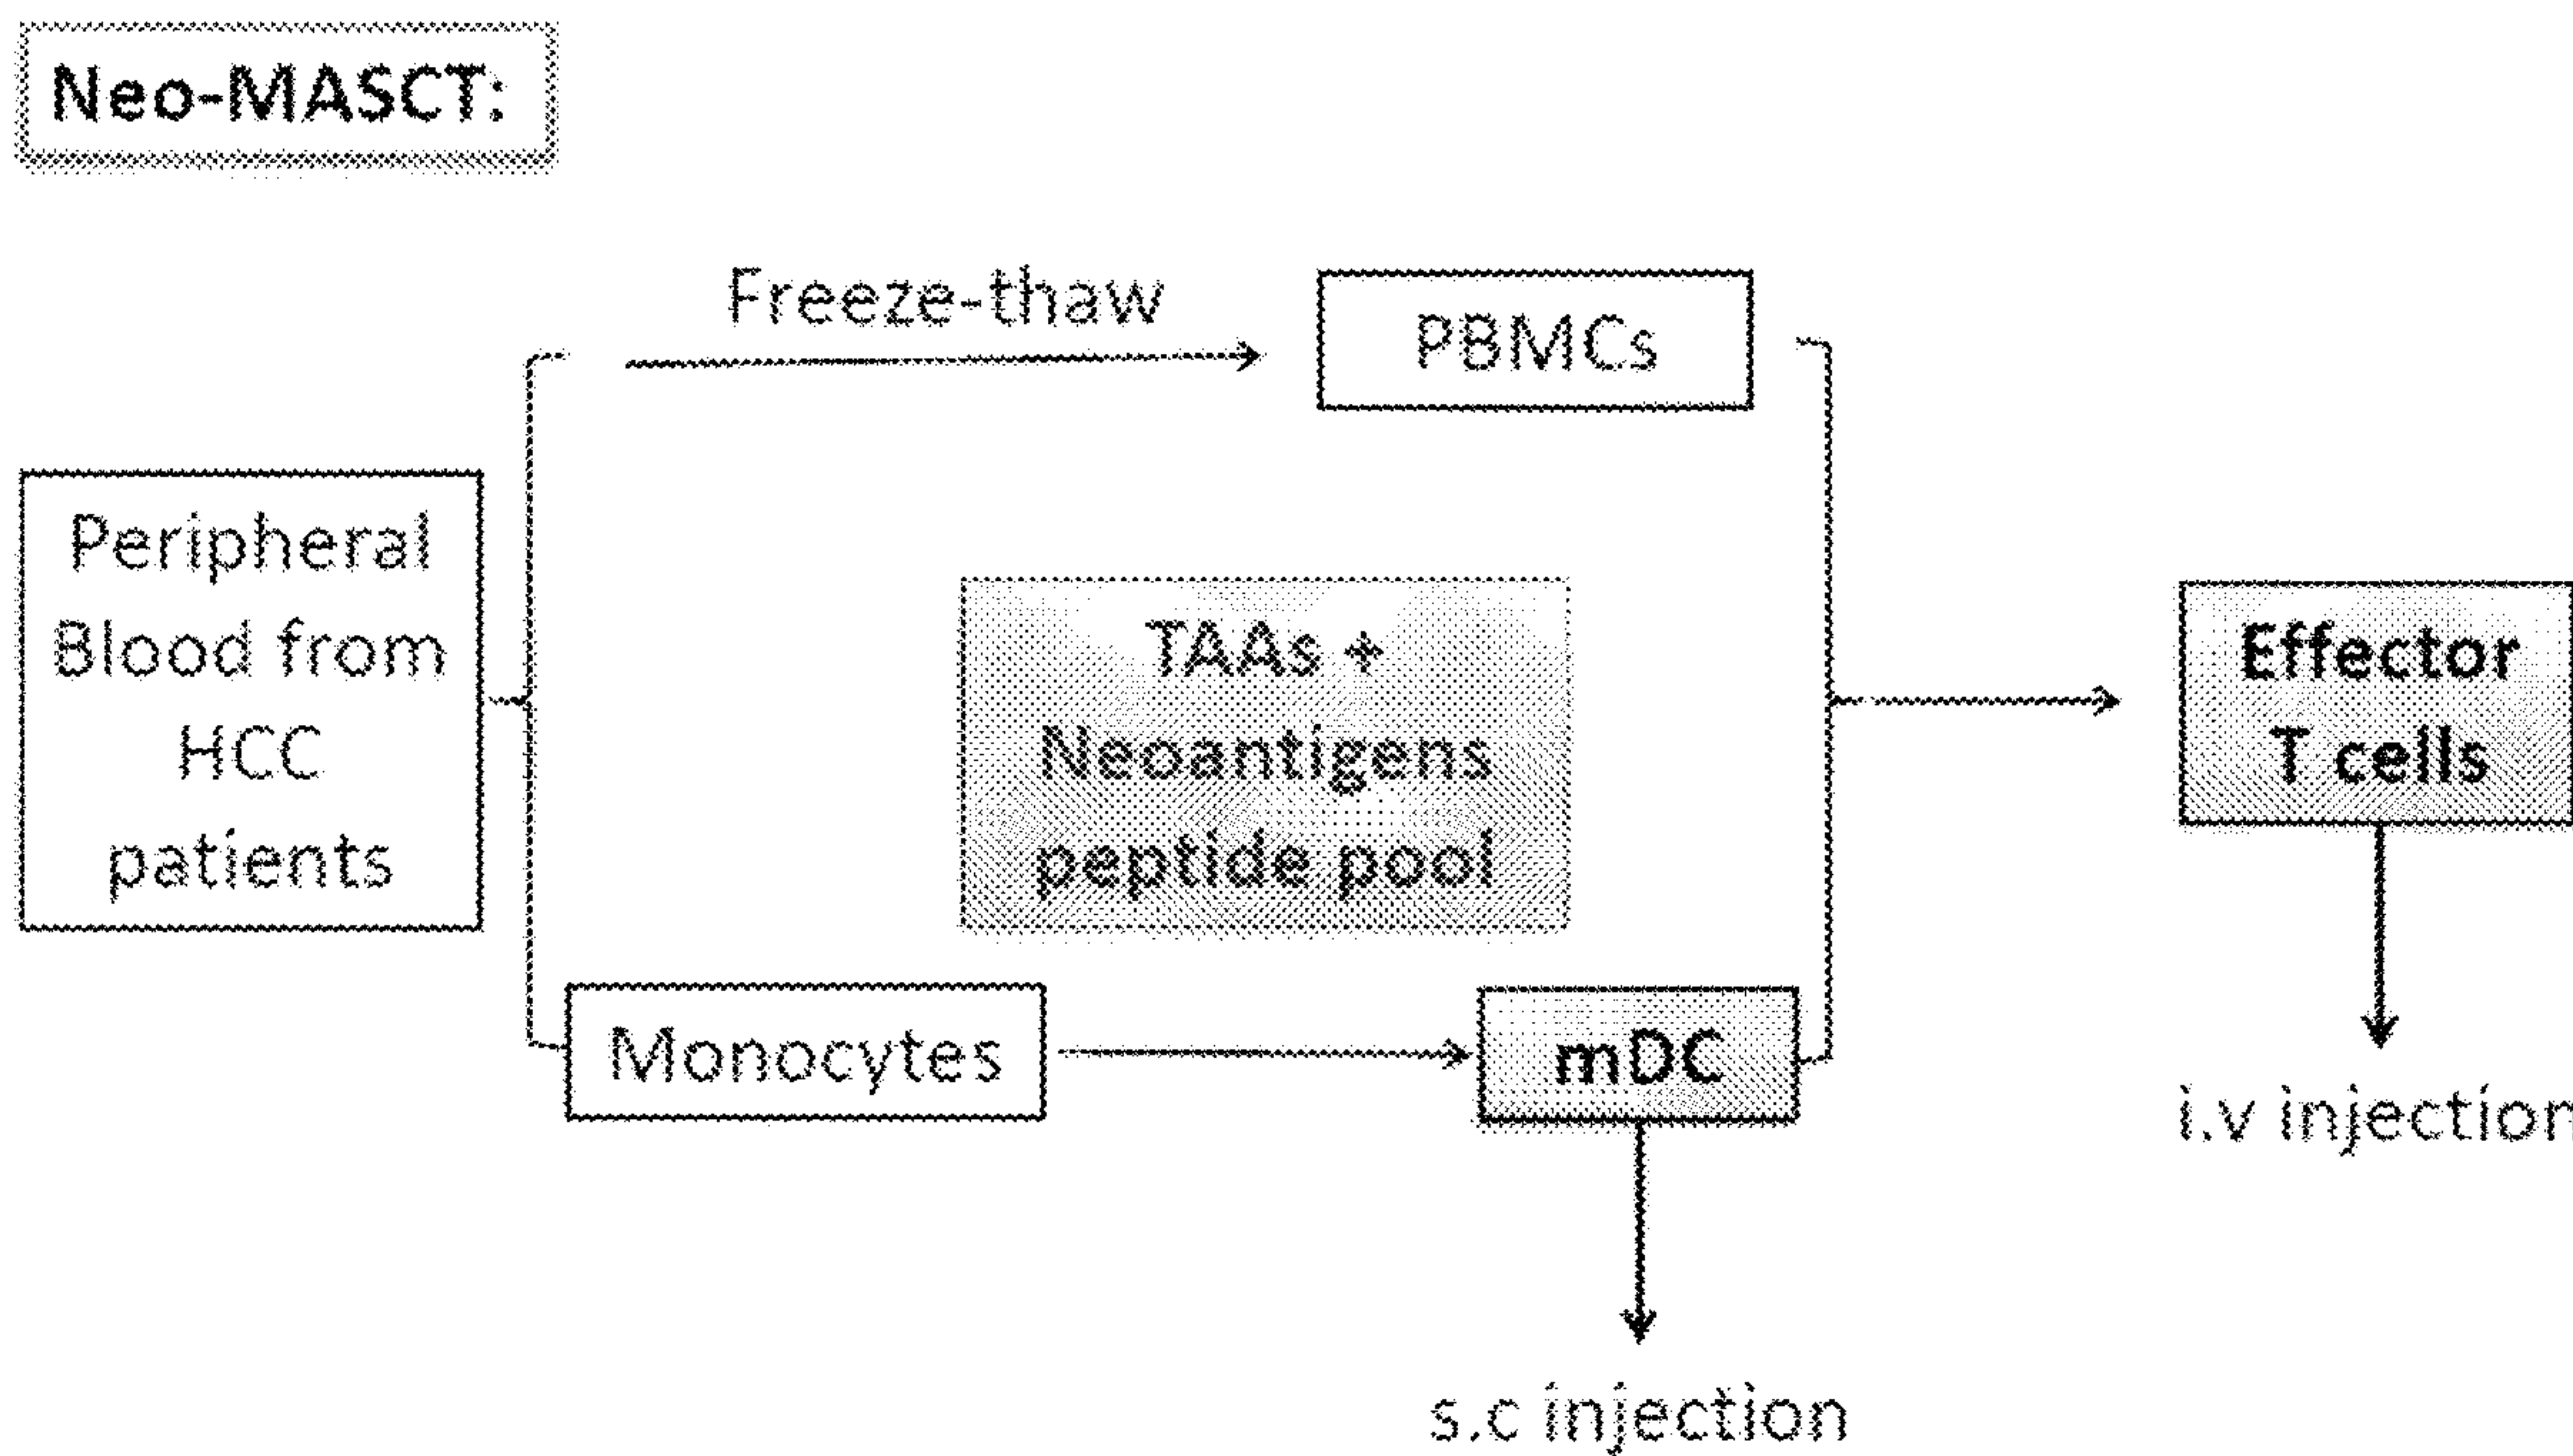 Neo-MASCT:
Freeze-thaw
PBMCs
Peripheral
Blood from
HCC
patients
TAAs +
Neoantigens
peptide pool
Effector
T cells
Monocytes
mDC
i.v injection
s.c injection